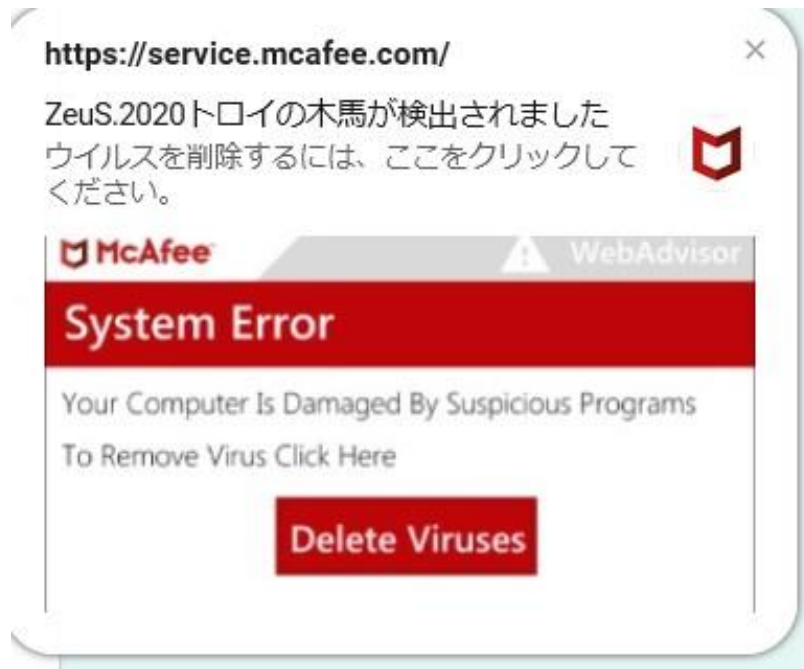 https://service.mcafee.com/
ZeuS.2020トロイの木馬が検出されました
ウイルスを削除するには、ここをクリックして
ください。
McAfee WebAdvisor
System Error
Your Computer Is Damaged By Suspicious Programs
To Remove Virus Click Here
Delete Viruses